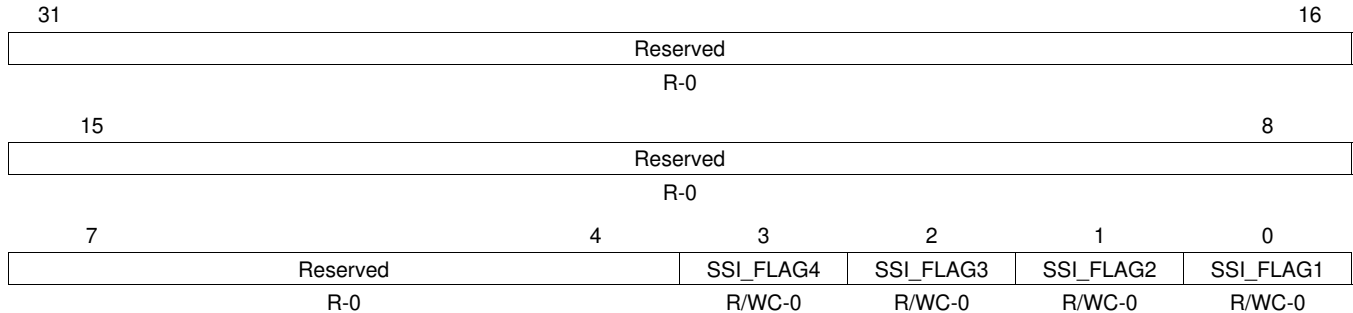 31 16
Reserved
R-0
15 8
Reserved
R-0
7 4 3 2 1 0
Reserved SSI_FLAG4 SSI_FLAG3 SSI_FLAG2 SSI_FLAG1
R-0 R/WC-0 R/WC-0 R/WC-0 R/WC-0